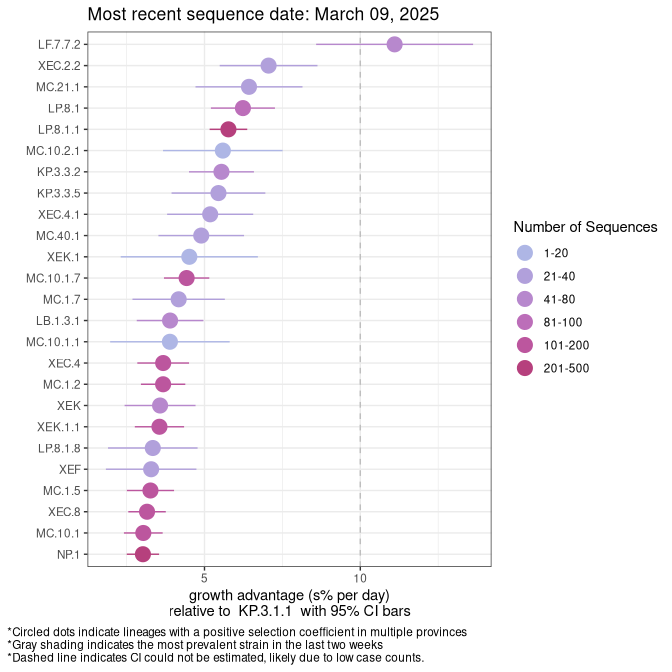 Most recent sequence date: March 09, 2025
LF.7.7.2
XEC.2.2
MC.21.1
LP.8.1
LP.8.1.1
MC.10.2.1
KP.3.3.2
KP.3.3.5
XEC.4.1
MC.40.1
XEK.1
MC.10.1.7
MC.1.7
LB.1.3.1
MC.10.1.1
XEC.4
MC.1.2
XEK
XEK.1.1
LP.8.1.8
XEF
MC.1.5
XEC.8
MC.10.1
NP.1
5 10
growth advantage (s% per day)
relative to KP.3.1.1 with 95% CI bars
Number of Sequences
1-20
21-40
41-80
81-100
101-200
201-500
*Circled dots indicate lineages with a positive selection coefficient in multiple provinces
*Gray shading indicates the most prevalent strain in the last two weeks
*Dashed line indicates CI could not be estimated, likely due to low case counts.